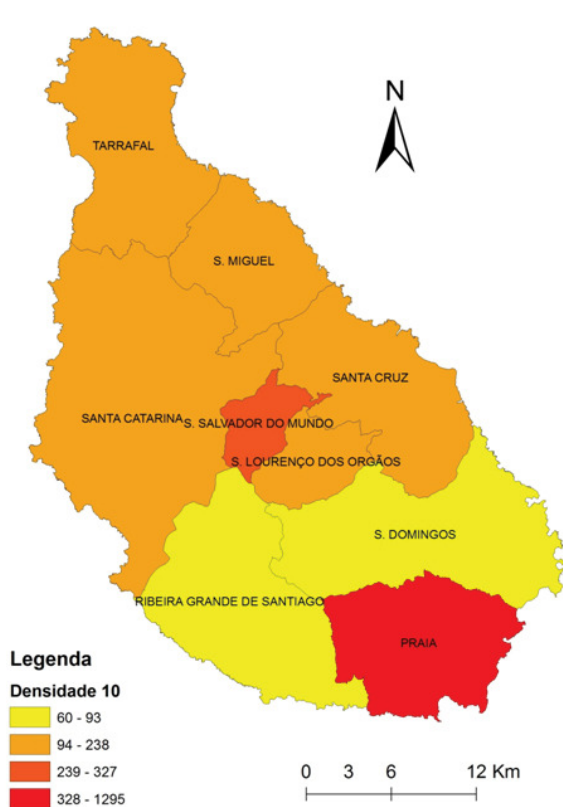 N
TARRAFAL
S. MIGUEL
SANTA CRUZ
SANTA CATARINA
S. SALVADOR DO MUNDO
S. LOURENÇO DOS ORGÃOS
S. DOMINGOS
RIBEIRA GRANDE DE SANTIAGO
PRAIA
Legenda
Densidade 10
60 - 93
94 - 238
239 - 327
328 - 1295
0 3 6 12 Km